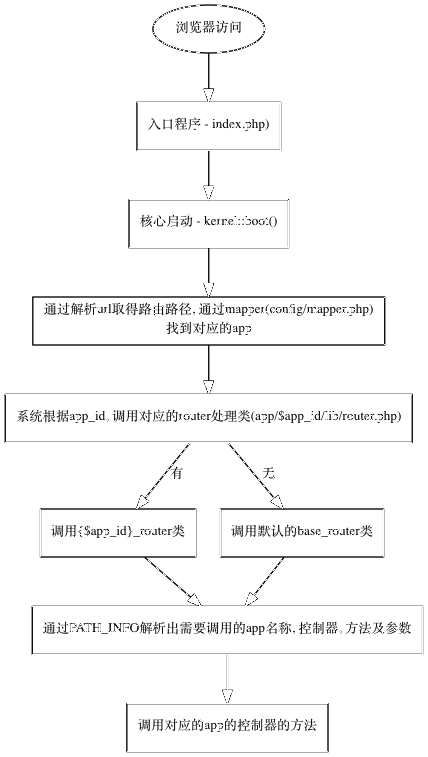 浏览器访问
入口程序 - index.php)
核心启动 - kernel::boot()
通过解析url取得路由路径, 通过mapper(config/mapper.php)
找到对应的app
系统根据app_id, 调用对应的router处理类(app/$app_id/lib/router.php)
有
无
调用{$app_id}_router类
调用默认的base_router类
通过PATH_INFO解析出需要调用的app名称, 控制器, 方法及参数
调用对应的app的控制器的方法